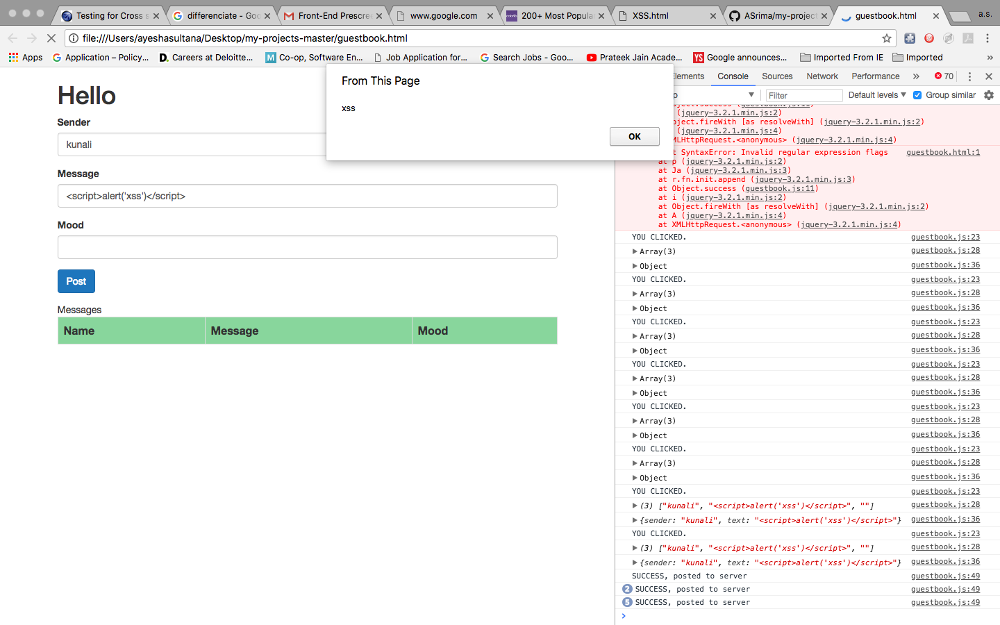 Testing for Cross s
differenciate - Goo
Front-End Prescree
www.google.com
200+ Most Popula
XSS.html
ASrima/my-project
guestbook.html
a.s.
file:///Users/ayeshasultana/Desktop/my-projects-master/guestbook.html
Apps
Application – Policy...
Careers at Deloitte...
Co-op, Software En...
Job Application for...
Search Jobs - Goo...
Prateek Jain Acade...
Google announces...
Imported From IE
Imported
»
Hello
Sender
kunali
Message
<script>alert('xss')</script>
Mood
Post
Messages
Name Message Mood
From This Page
xss
OK
Elements Console Sources Network Performance » 70
Filter Default levels Group similar
(jquery-3.2.1.min.js:2)
bject.fireWith [as resolveWith] (jquery-3.2.1.min.js:2)
(jquery-3.2.1.min.js:4)
MLHttpRequest.<anonymous> (jquery-3.2.1.min.js:4)
t SyntaxError: Invalid regular expression flags guestbook.html:1
at p (jquery-3.2.1.min.js:2)
at Ja (jquery-3.2.1.min.js:3)
at r.fn.init.append (jquery-3.2.1.min.js:3)
at Object.success (guestbook.js:11)
at i (jquery-3.2.1.min.js:2)
at Object.fireWith [as resolveWith] (jquery-3.2.1.min.js:2)
at A (jquery-3.2.1.min.js:4)
at XMLHttpRequest.<anonymous> (jquery-3.2.1.min.js:4)
YOU CLICKED. guestbook.js:23
Array(3) guestbook.js:28
Object guestbook.js:36
YOU CLICKED. guestbook.js:23
Array(3) guestbook.js:28
Object guestbook.js:36
YOU CLICKED. guestbook.js:23
Array(3) guestbook.js:28
Object guestbook.js:36
YOU CLICKED. guestbook.js:23
Array(3) guestbook.js:28
Object guestbook.js:36
YOU CLICKED. guestbook.js:23
Array(3) guestbook.js:28
Object guestbook.js:36
YOU CLICKED. guestbook.js:23
Array(3) guestbook.js:28
Object guestbook.js:36
YOU CLICKED. guestbook.js:23
(3) ["kunali", "<script>alert('xss')</script>", ""] guestbook.js:28
{sender: "kunali", text: "<script>alert('xss')</script>"} guestbook.js:36
YOU CLICKED. guestbook.js:23
(3) ["kunali", "<script>alert('xss')</script>", ""] guestbook.js:28
{sender: "kunali", text: "<script>alert('xss')</script>"} guestbook.js:36
SUCCESS, posted to server guestbook.js:49
2 SUCCESS, posted to server guestbook.js:49
5 SUCCESS, posted to server guestbook.js:49